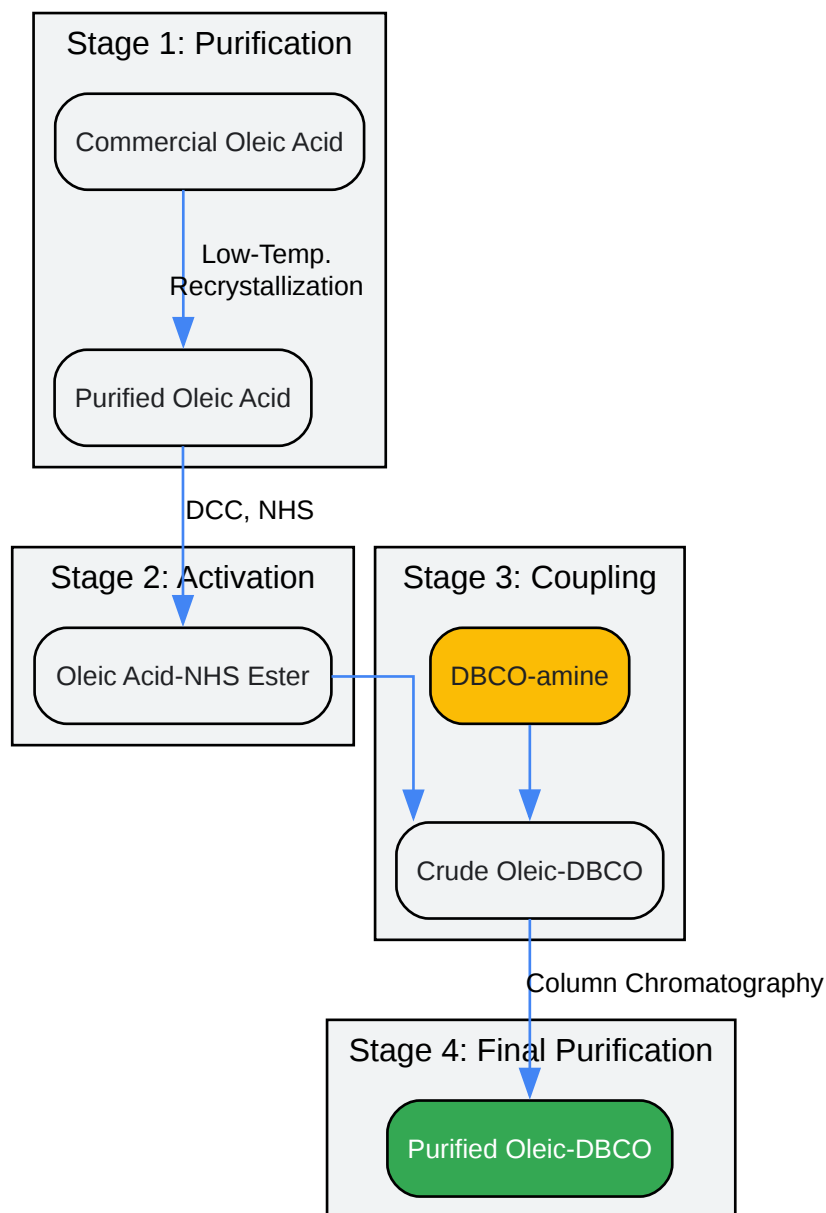 Stage 1: Purification
Commercial Oleic Acid
Low-Temp.
Recrystallization
Purified Oleic Acid
DCC, NHS
Stage 2: Activation
Oleic Acid-NHS Ester
Stage 3: Coupling
DBCO-amine
Crude Oleic-DBCO
Column Chromatography
Stage 4: Final Purification
Purified Oleic-DBCO